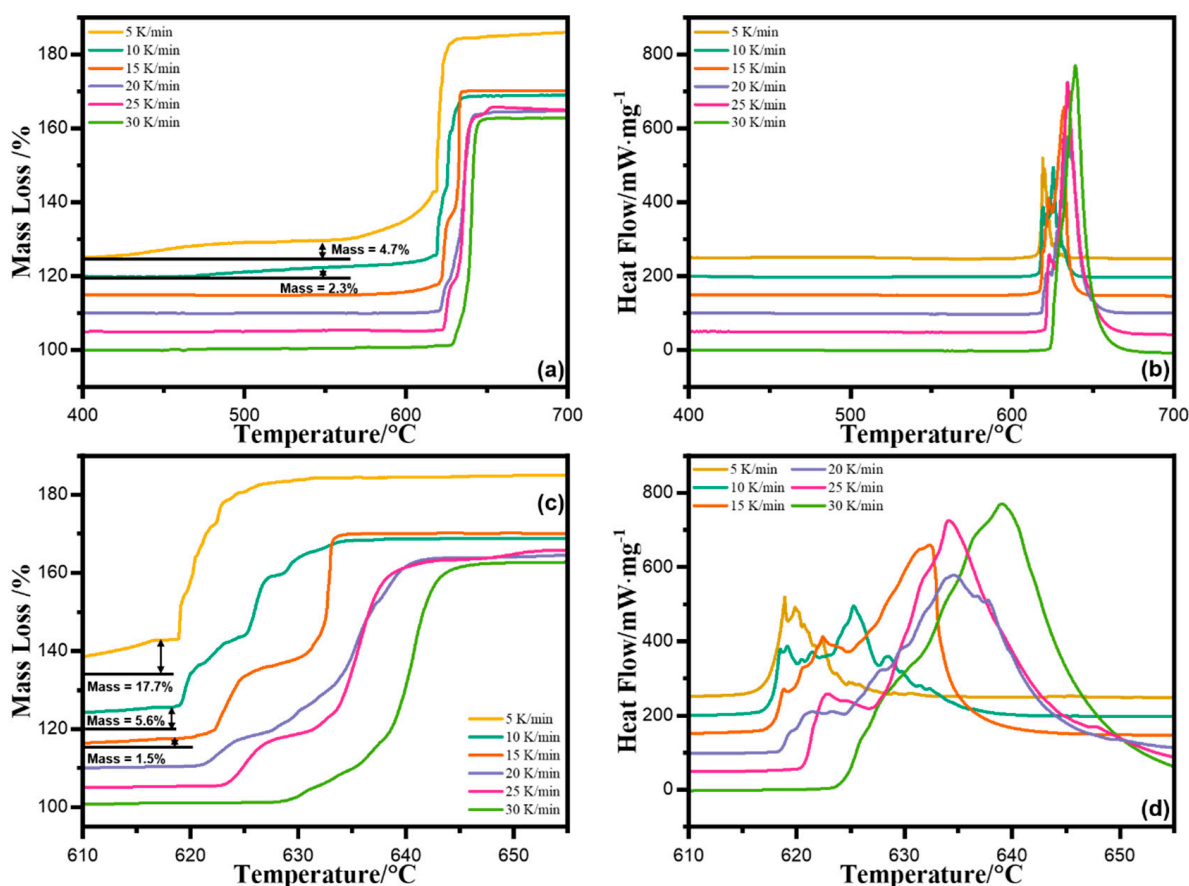 5 K/min
10 K/min
15 K/min
20 K/min
25 K/min
30 K/min
Mass Loss /%
180
160
140
120
100
Mass = 4.7%
Mass = 2.3%
(a)
400
500
600
700
Temperature/°C
5 K/min
10 K/min
15 K/min
20 K/min
25 K/min
30 K/min
Heat Flow/mW·mg⁻¹
800
600
400
200
0
(b)
400
500
600
700
Temperature/°C
Mass Loss /%
180
160
140
120
100
(c)
Mass = 17.7%
Mass = 5.6%
Mass = 1.5%
5 K/min
10 K/min
15 K/min
20 K/min
25 K/min
30 K/min
610
620
630
640
650
Temperature/°C
5 K/min 20 K/min
10 K/min 25 K/min
15 K/min 30 K/min
Heat Flow/mW·mg⁻¹
800
600
400
200
0
(d)
610
620
630
640
650
Temperature/°C